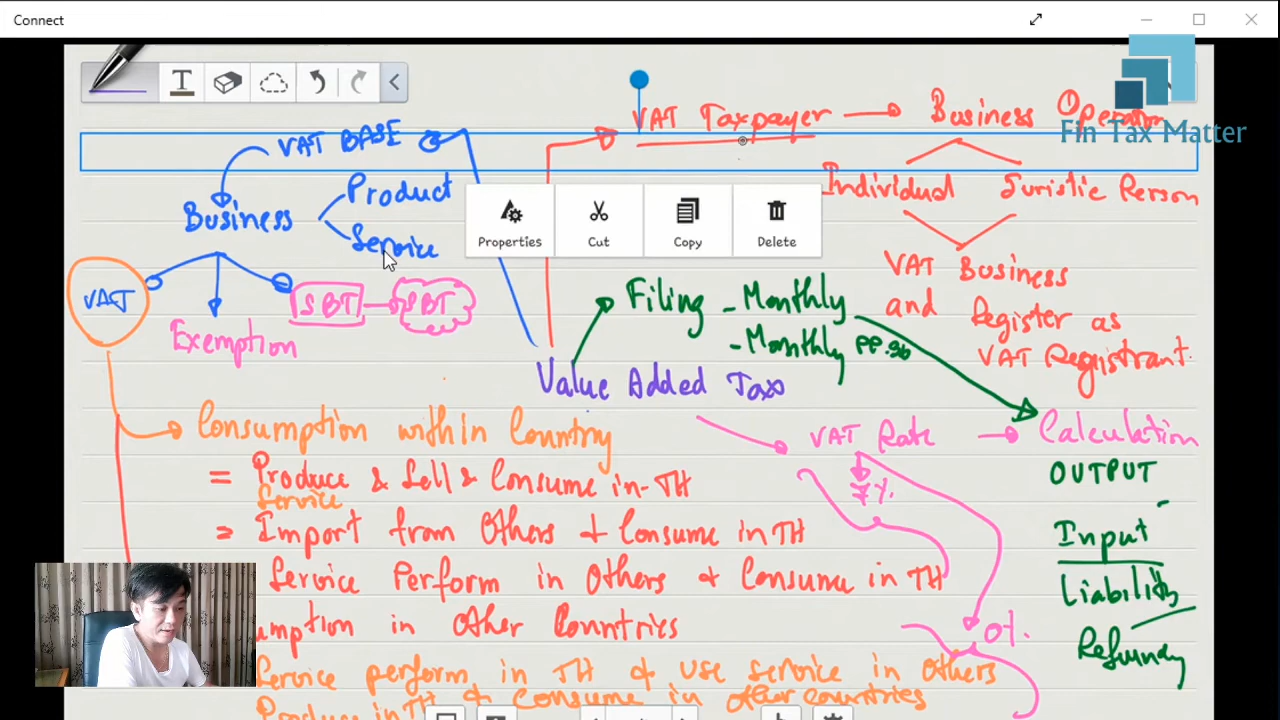 Connect
T
VAT Taxpayer
Business Operator
Fin Tax Matter
VAT BASE
Individual
Juristic Person
Product
Business
Service
Properties
Cut
Copy
Delete
VAT Business
and Register as
VAT Registrant.
VAT
SBT
SBT
Exemption
Filing - Monthly
- Monthly PP.36
Value Added Tax
VAT Rate
Calculation
7%.
OUTPUT
Input
Liability
Refund
0%.
Consumption within Country
= Produce & Sell & Consume in TH
Service
= Import from Others & Consume in TH
Service Perform in Others & Consume in TH
umption in Other Countries
Service perform in TH & use service in others
Produce in TH & Consume in other countries